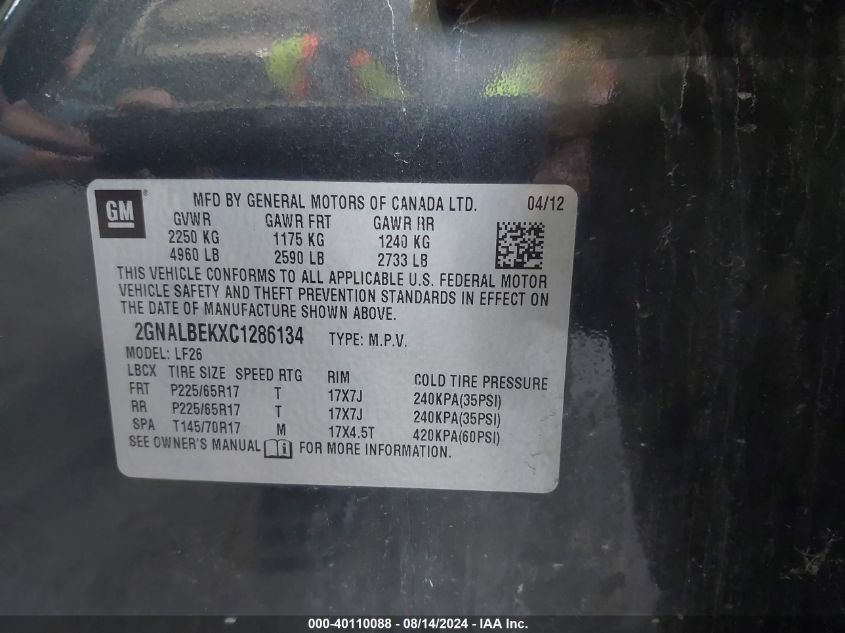 GM ®
MFD BY GENERAL MOTORS OF CANADA LTD. 04/12
GVWR GAWR FRT GAWR RR
2250 KG 1175 KG 1240 KG
4960 LB 2590 LB 2733 LB
THIS VEHICLE CONFORMS TO ALL APPLICABLE U.S. FEDERAL MOTOR
VEHICLE SAFETY AND THEFT PREVENTION STANDARDS IN EFFECT ON
THE DATE OF MANUFACTURE SHOWN ABOVE.
2GNALBEKXC1286134 TYPE: M.P.V.
MODEL: LF26
LBCX TIRE SIZE SPEED RTG RIM COLD TIRE PRESSURE
FRT P225/65R17 T 17X7J 240KPA(35PSI)
RR P225/65R17 T 17X7J 240KPA(35PSI)
SPA T145/70R17 M 17X4.5T 420KPA(60PSI)
SEE OWNER'S MANUAL FOR MORE INFORMATION.
000-40110088 - 08/14/2024 - IAA Inc.